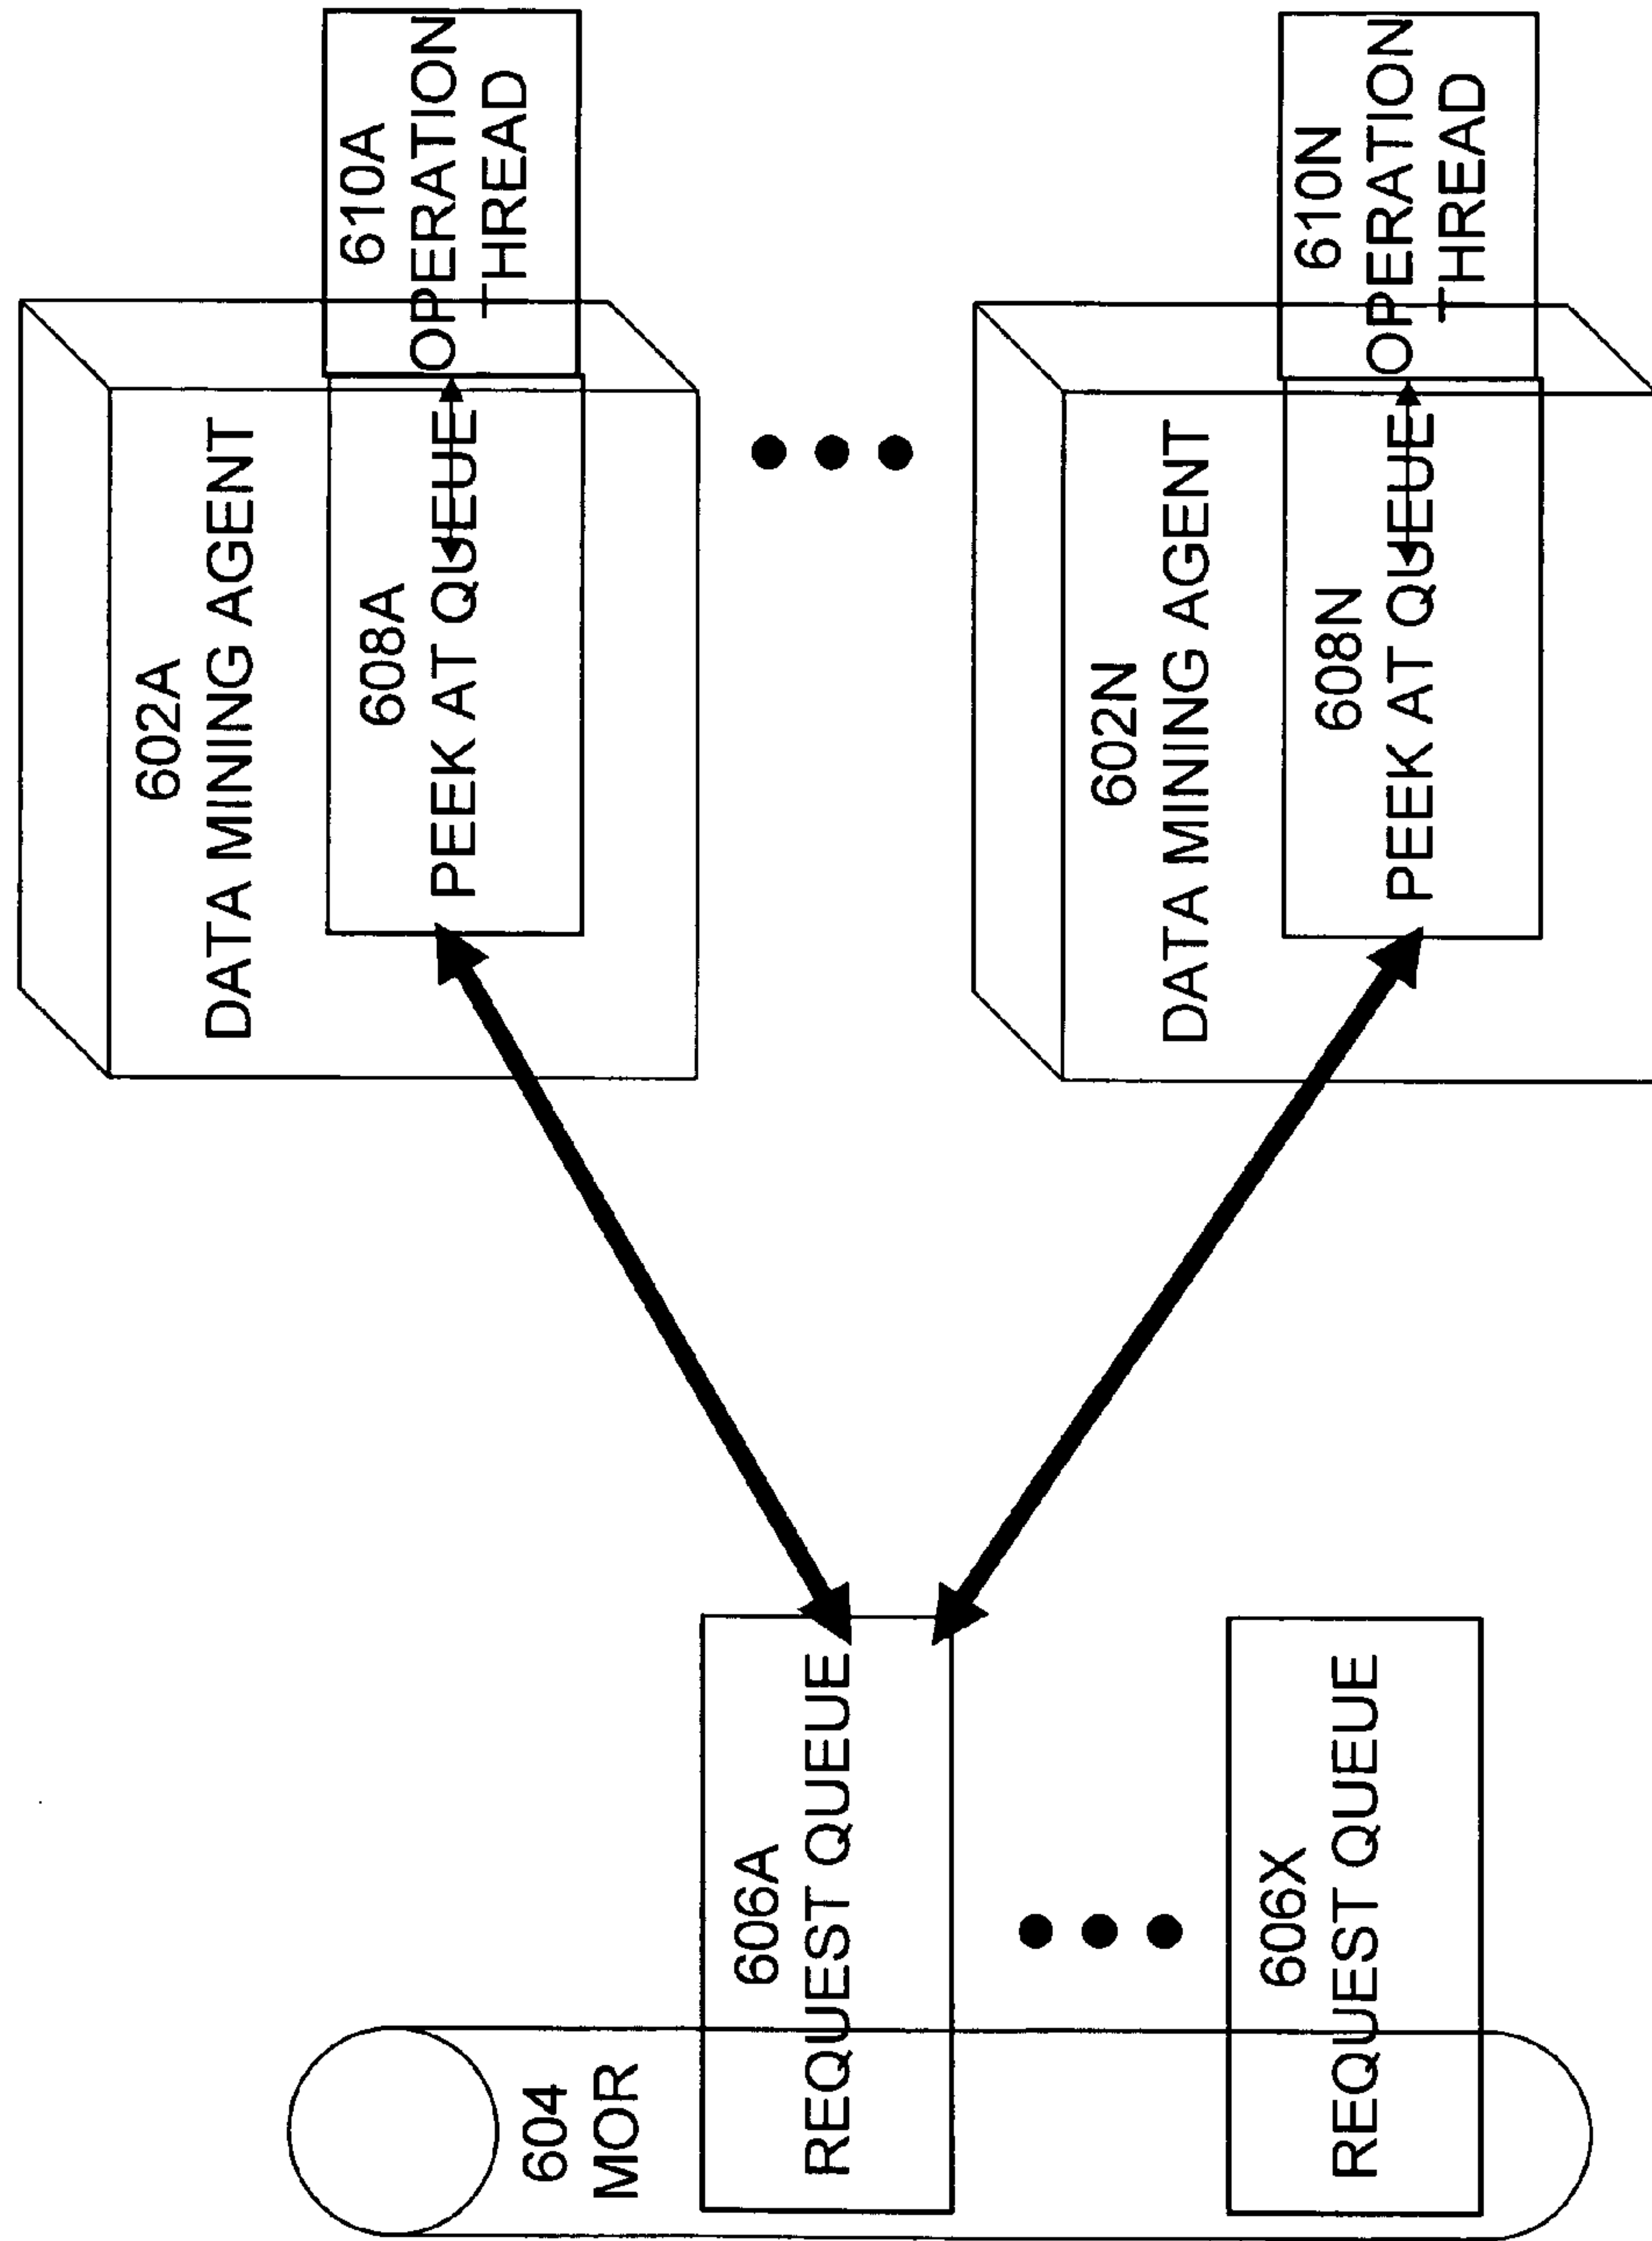 602A
DATA MINING AGENT
608A
PEEK AT QUEUE
610A
OPERATION
THREAD
604
MOR
606A
REQUEST QUEUE
606X
REQUEST QUEUE
602N
DATA MINING AGENT
608N
PEEK AT QUEUE
610N
OPERATION
THREAD